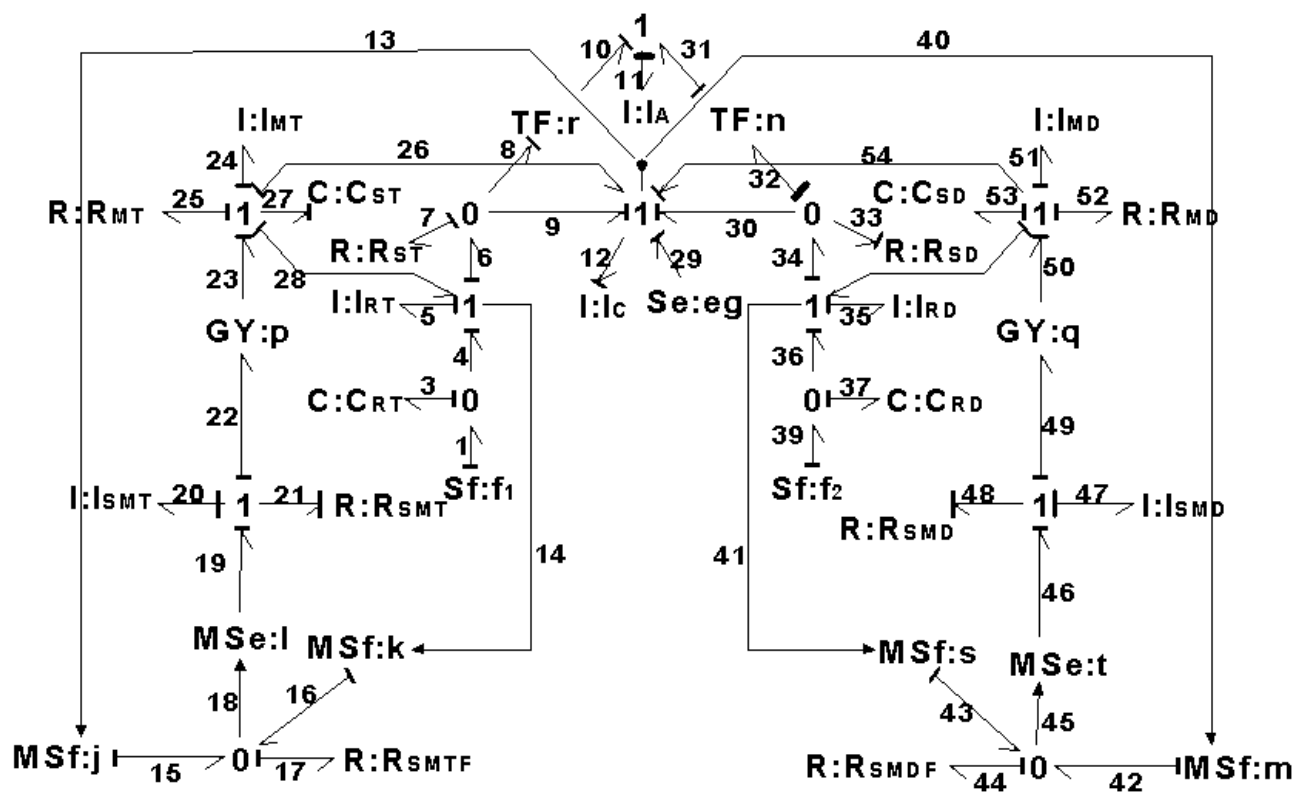 1
13
40
10
31
11
I:IA
I:IMT
TF:r
TF:n
I:IMD
24
26
8
54
51
25
27
C:CST
32
C:CSD
53
52
R:RMT
1
7
0
9
1
30
0
33
1
R:RMD
R:RST
6
12
29
34
R:RSD
23
28
50
I:IRT
5
1
I:IC
Se:eg
1
35
I:IRD
GY:p
GY:q
4
36
C:CRT
3
0
0
37
C:CRD
22
1
39
49
Sf:f1
Sf:f2
I:ISMT
20
1
21
R:RSMT
R:RSMD
48
1
47
I:ISMD
19
14
41
46
MSe:l
MSf:k
MSf:s
MSe:t
18
16
43
45
MSf:j
15
0
17
R:RSMTF
R:RSMDF
44
0
42
MSf:m